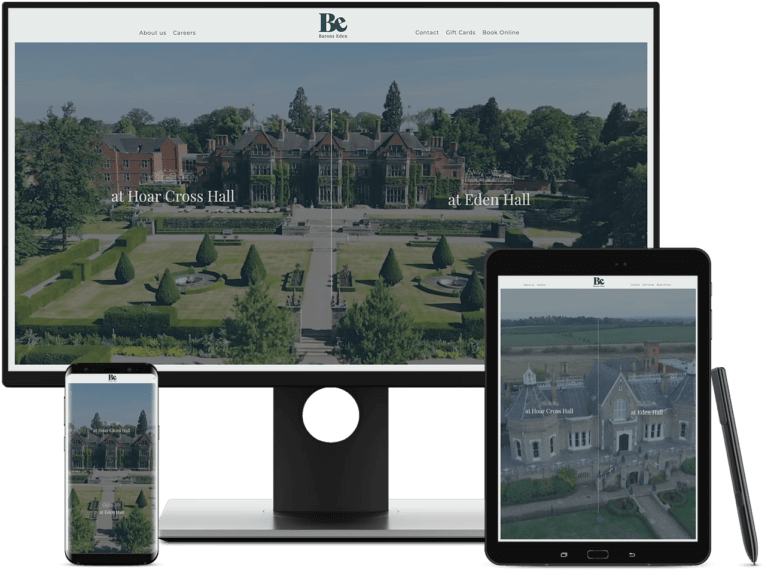 Be
Barons Eden
About us Careers
Contact Gift Cards Book Online
at Hoar Cross Hall
at Eden Hall
Be
at Hoar Cross Hall
at Eden Hall
Be
at Hoar Cross Hall
at Eden Hall